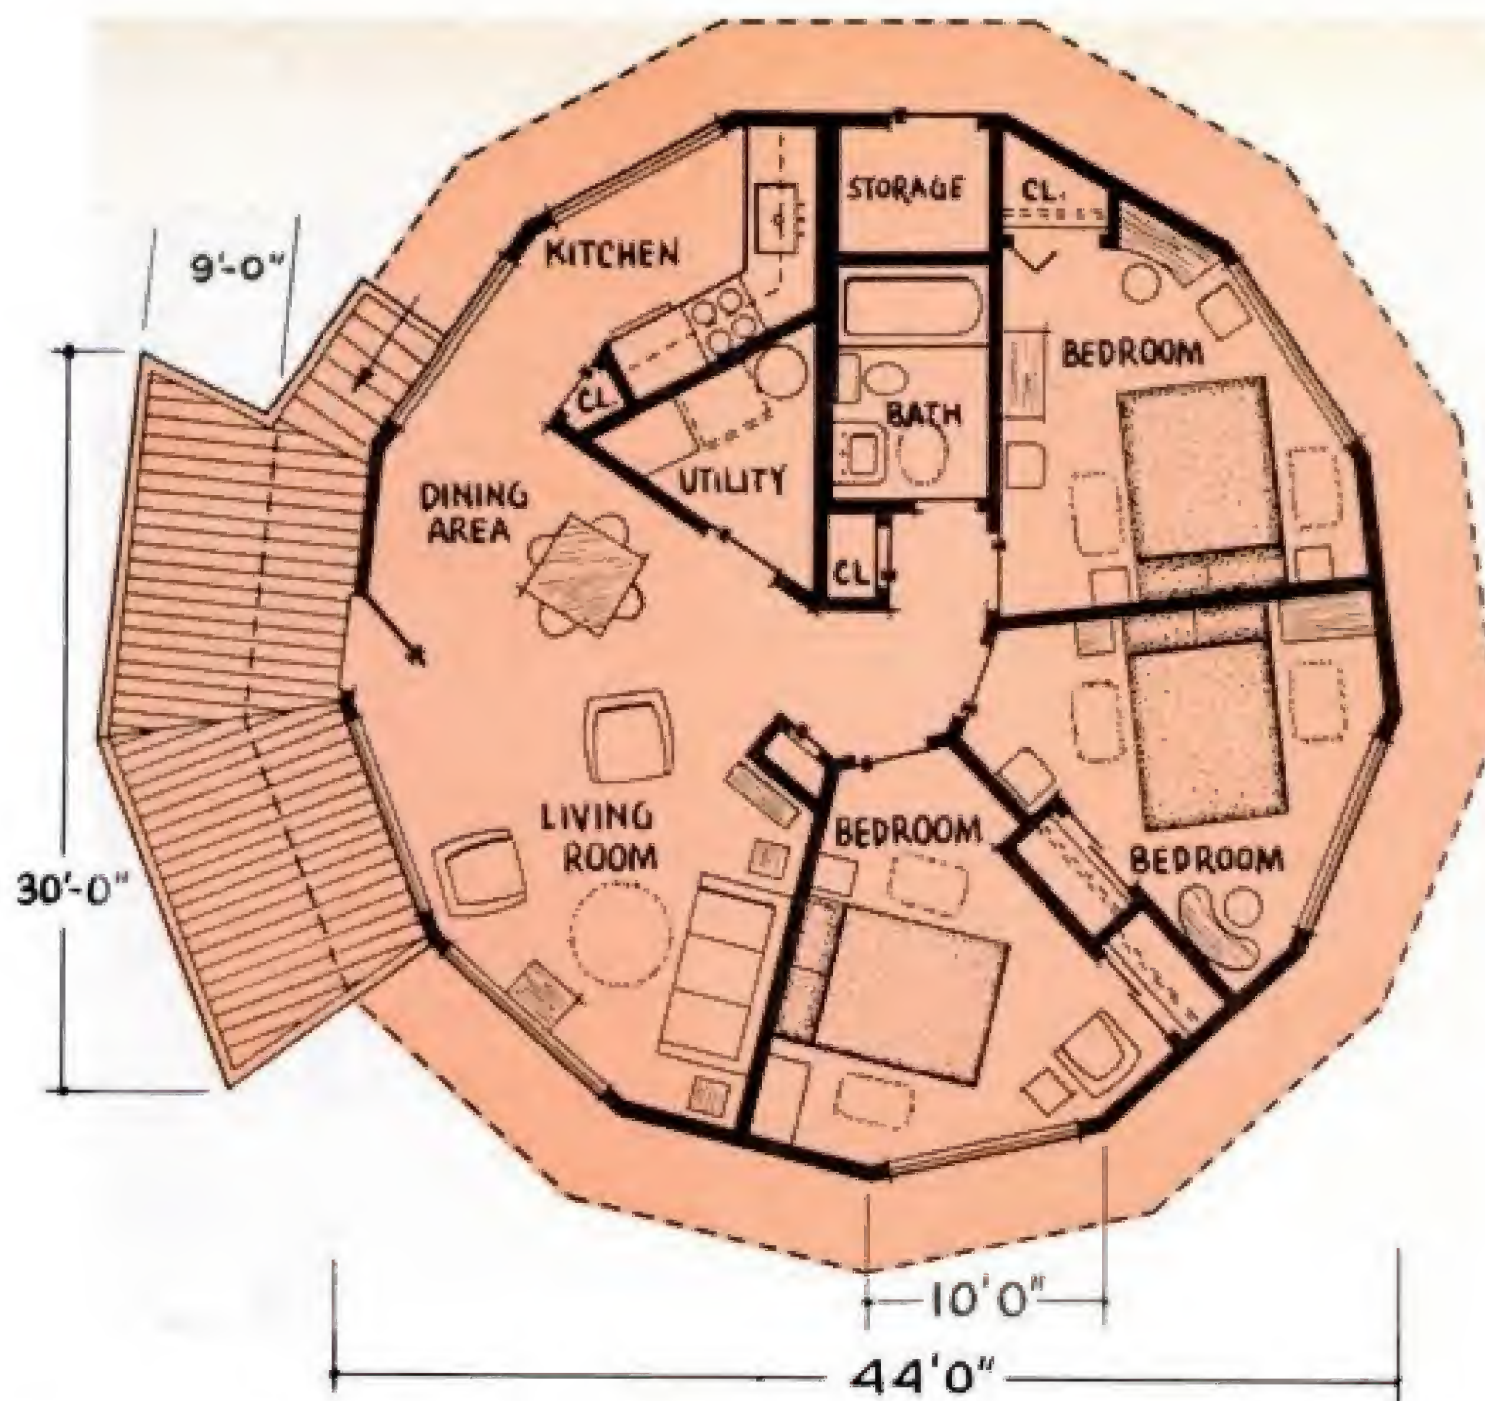 STORAGE
CL.
KITCHEN
9'-0"
BEDROOM
CL.
BATH
UTILITY
DINING
AREA
CL
LIVING
ROOM
BEDROOM
BEDROOM
30'-0"
10'0"
44'0"